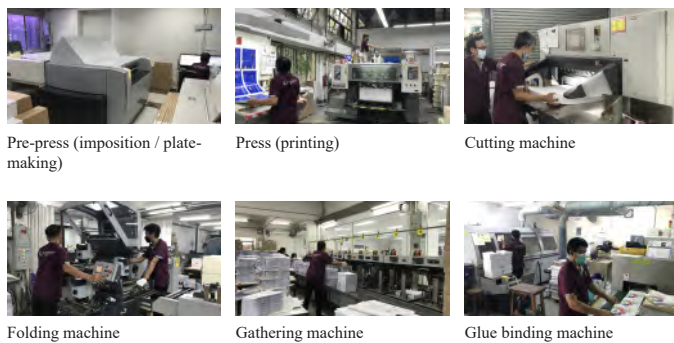 Pre-press (imposition / plate-
making)
Press (printing)
Cutting machine
Folding machine
Gathering machine
Glue binding machine